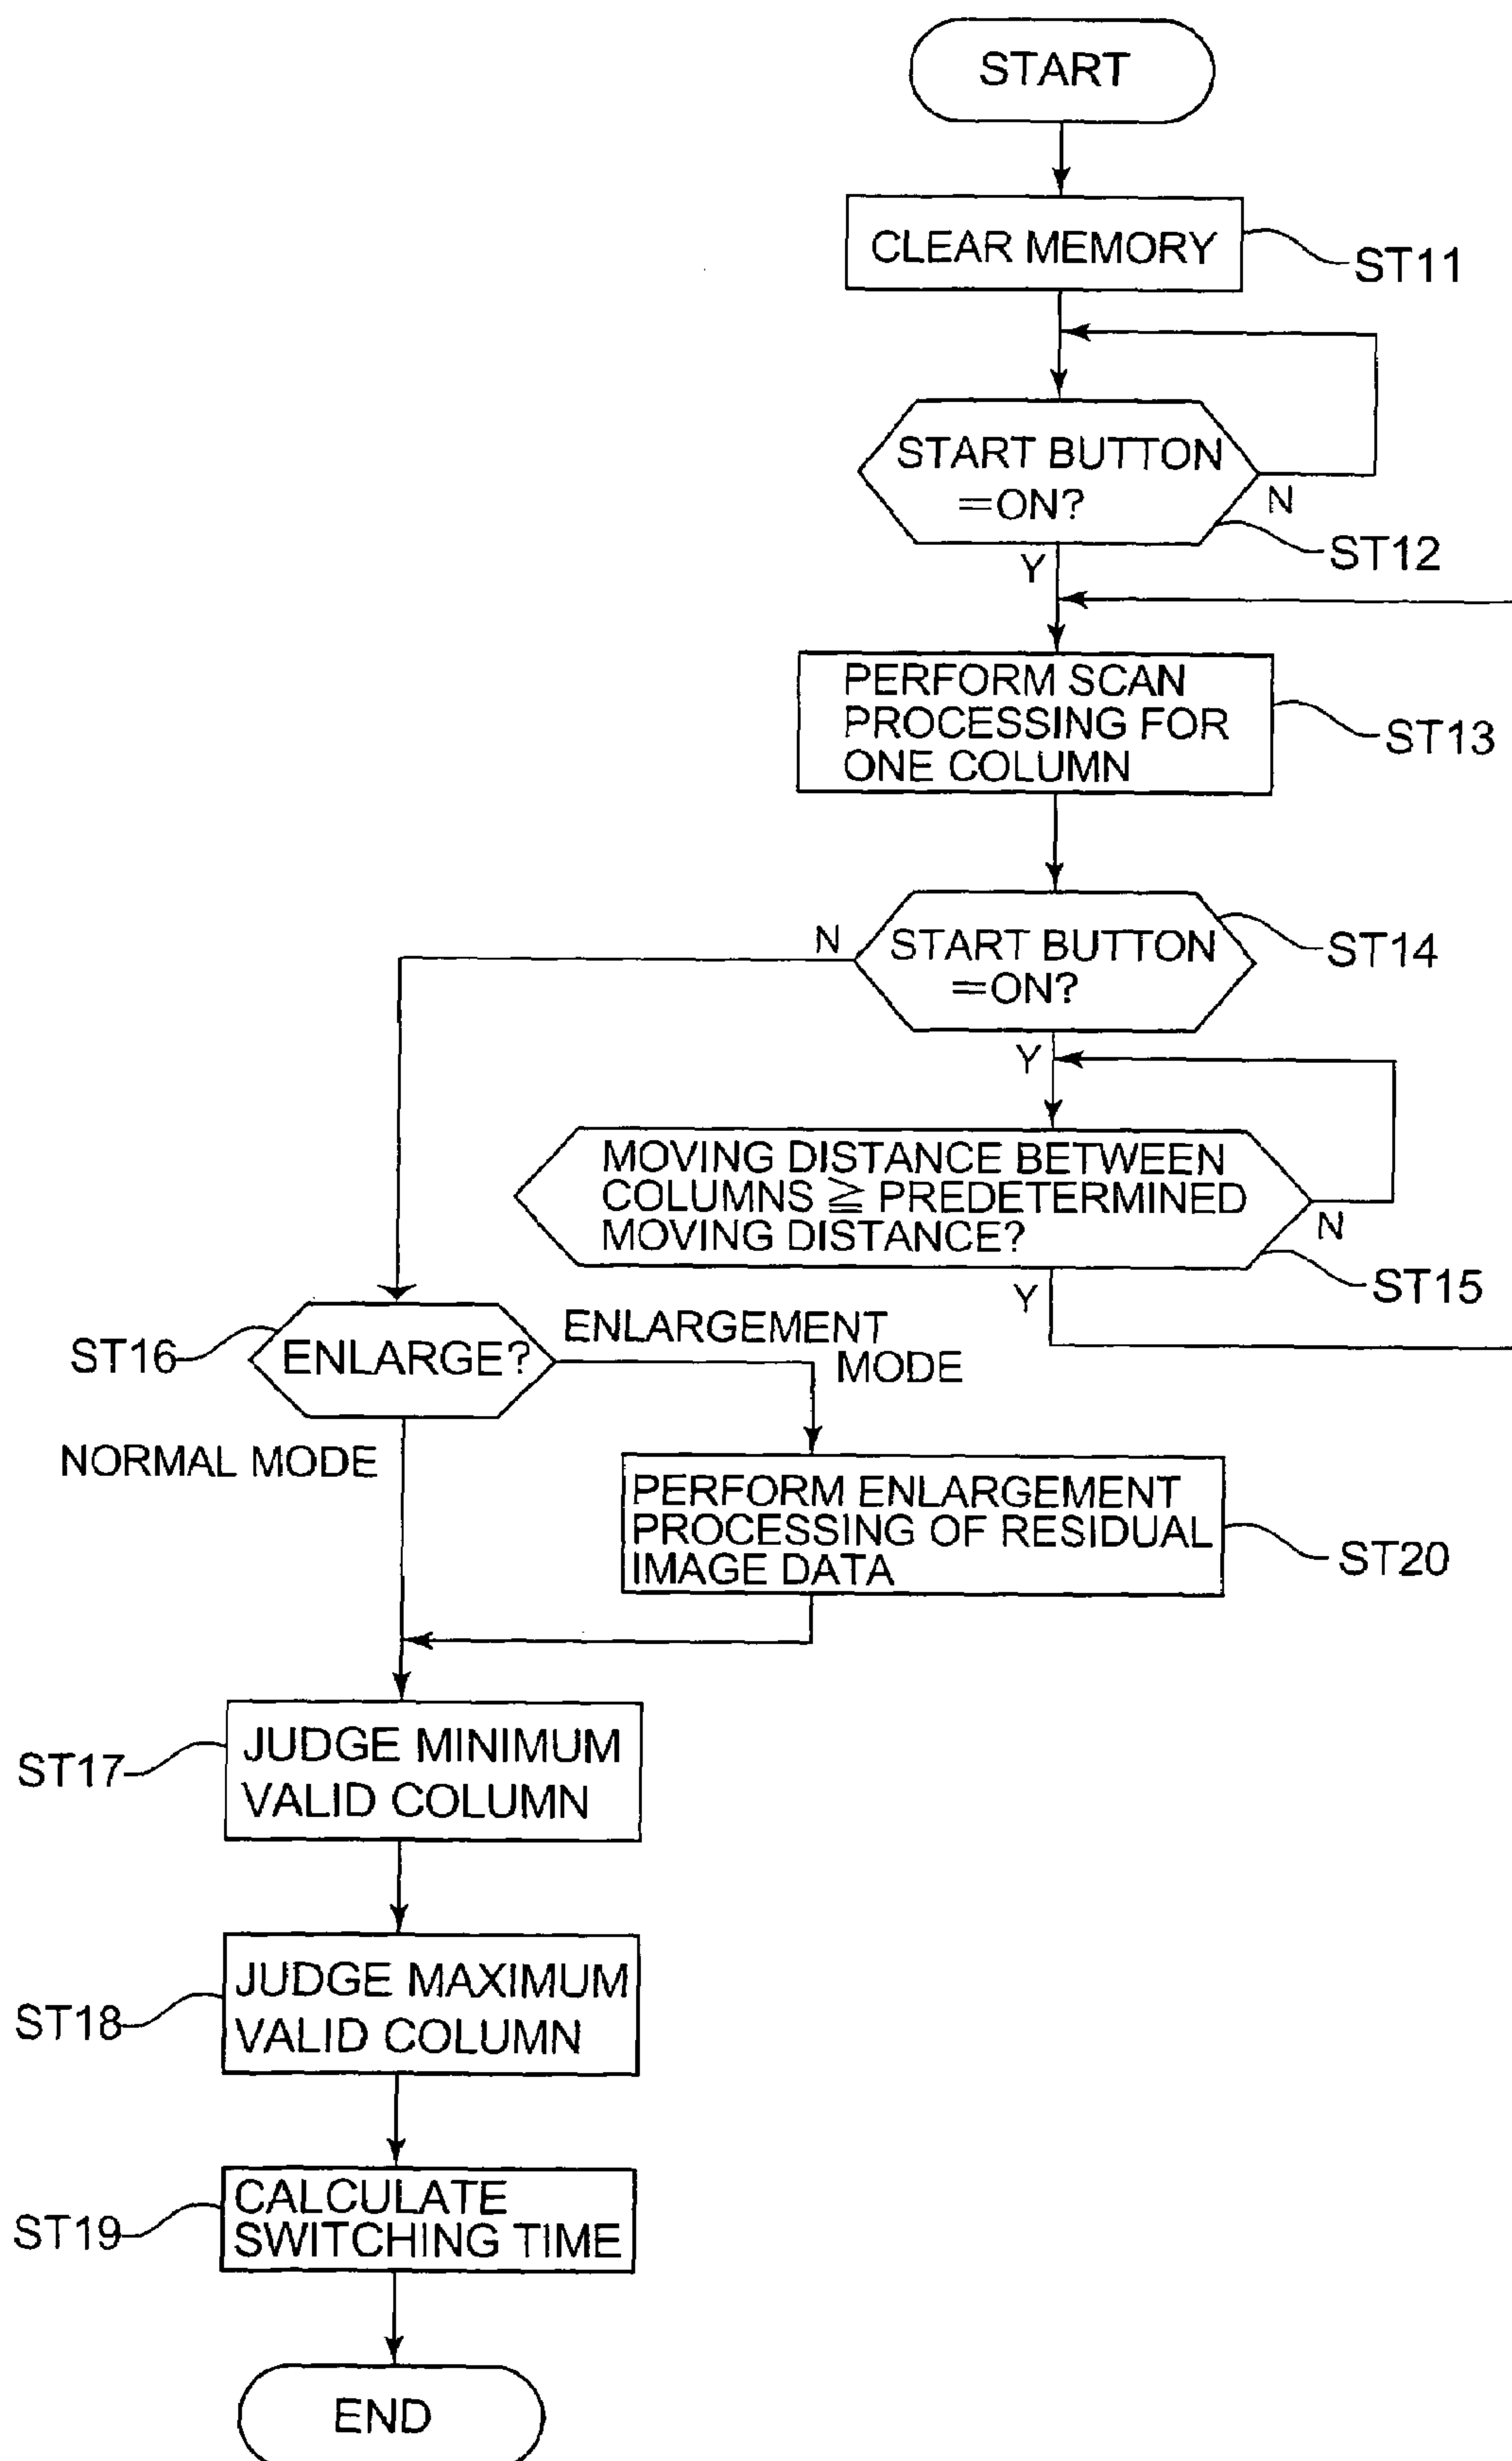 START
CLEAR MEMORY
ST11
START BUTTON
=ON?
N
ST12
Y
PERFORM SCAN
PROCESSING FOR
ONE COLUMN
ST13
START BUTTON
=ON?
N
ST14
Y
MOVING DISTANCE BETWEEN
COLUMNS ≧ PREDETERMINED
MOVING DISTANCE?
N
ST15
Y
ST16
ENLARGE?
ENLARGEMENT
MODE
NORMAL MODE
PERFORM ENLARGEMENT
PROCESSING OF RESIDUAL
IMAGE DATA
ST20
ST17
JUDGE MINIMUM
VALID COLUMN
ST18
JUDGE MAXIMUM
VALID COLUMN
ST19
CALCULATE
SWITCHING TIME
END